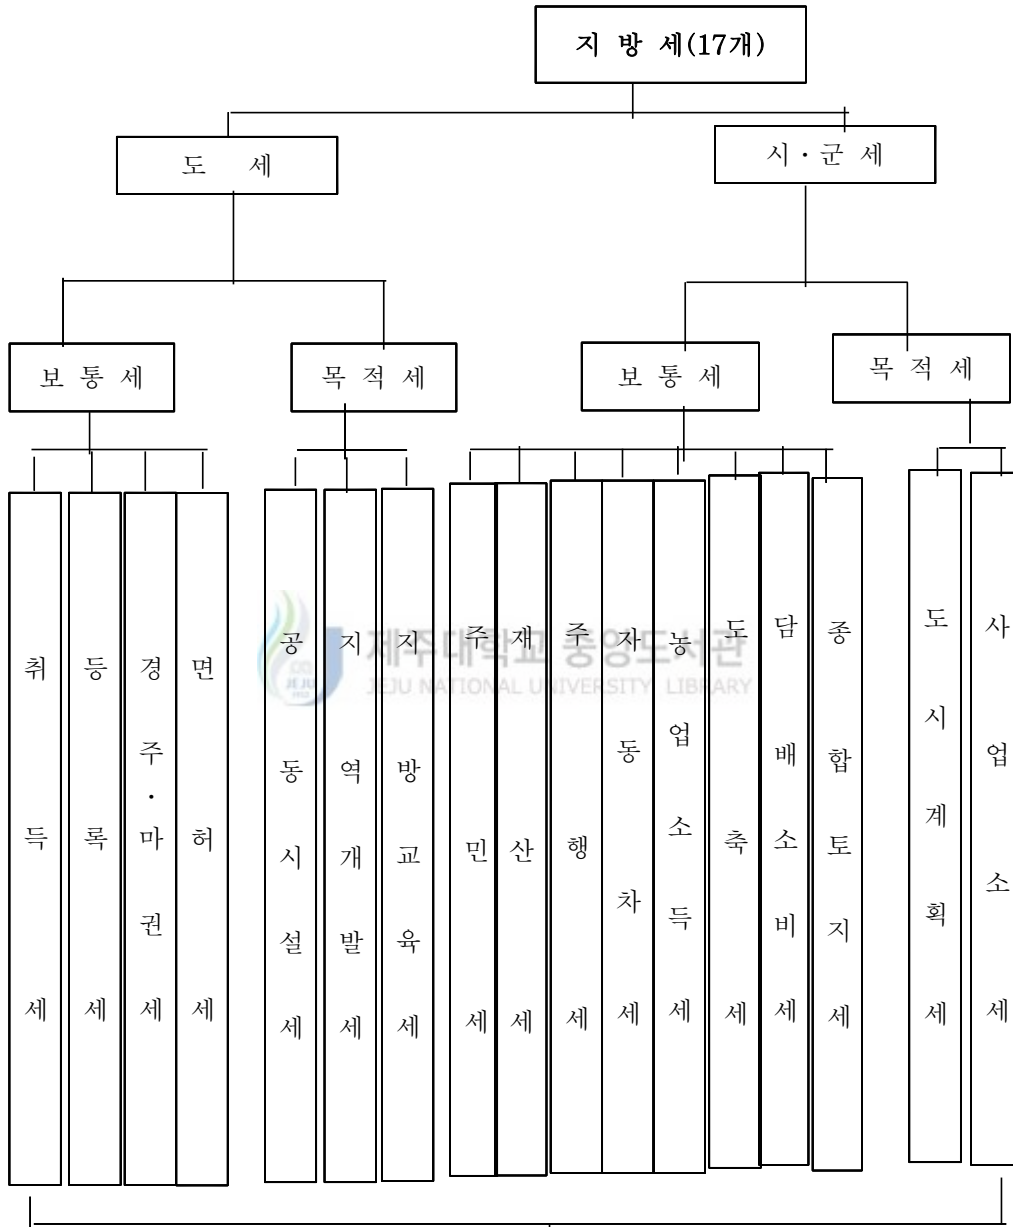 지 방 세(17개)
도 세
시·군 세
보 통 세
목 적 세
보 통 세
목 적 세
취득세
등록세
경주·마권세
면허세
공동시설세
지역개발세
지방교육세
주민세
재산세
주행세
자동차세
농업소득세
도축세
담배소비세
종합토지세
도시계획세
사업소세
제주대학교 중앙도서관
JEJU NATIONAL UNIVERSITY LIBRARY
JEJU
1952